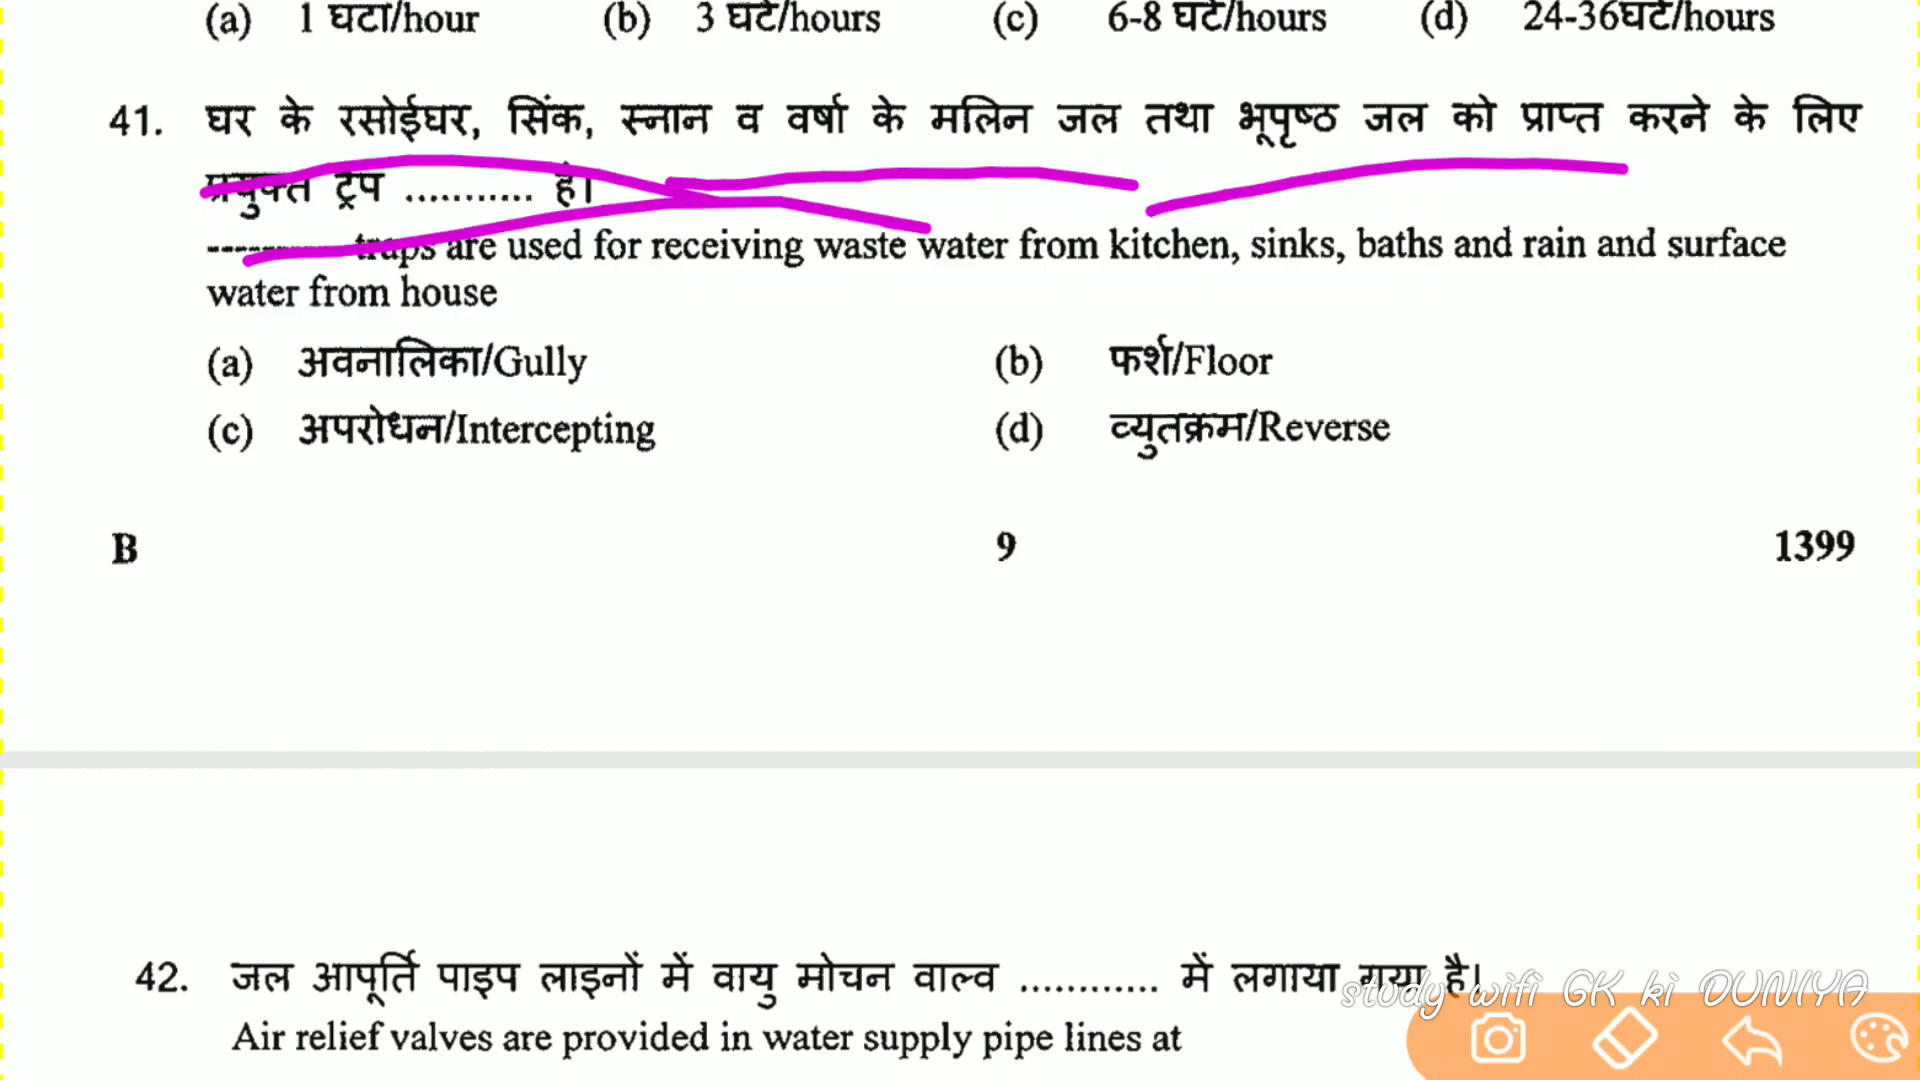 (a) 1 घंटा/hour (b) 3 घंटे/hours (c) 6-8 घंटे/hours (d) 24-36घंटे/hours
41. घर के रसोईघर, सिंक, स्नान व वर्षा के मलिन जल तथा भूपृष्ठ जल को प्राप्त करने के लिए
प्रयुक्त ट्रेप ........... है।
----------- traps are used for receiving waste water from kitchen, sinks, baths and rain and surface
water from house
(a) अवनालिका/Gully (b) फर्श/Floor
(c) अपरोधन/Intercepting (d) व्युतक्रम/Reverse
B 9 1399
42. जल आपूर्ति पाइप लाइनों में वायु मोचन वाल्व ............ में लगाया गया है।
study wifi GK ki DUNIYA
Air relief valves are provided in water supply pipe lines at